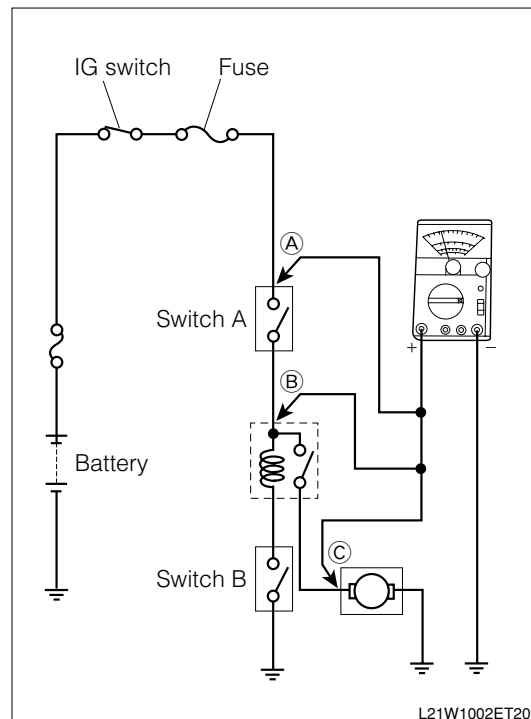 IG switch Fuse
A
Switch A
+ −
B
Battery
Switch B
C
L21W1002ET20